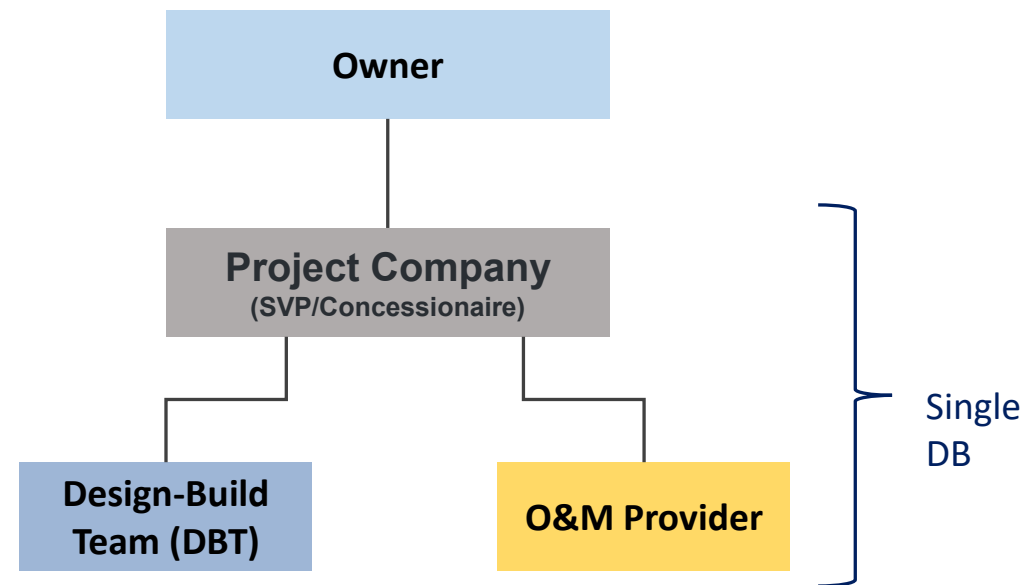 Owner
Project Company
(SVP/Concessionaire)
Single
DB
Design-Build
Team (DBT)
O&M Provider